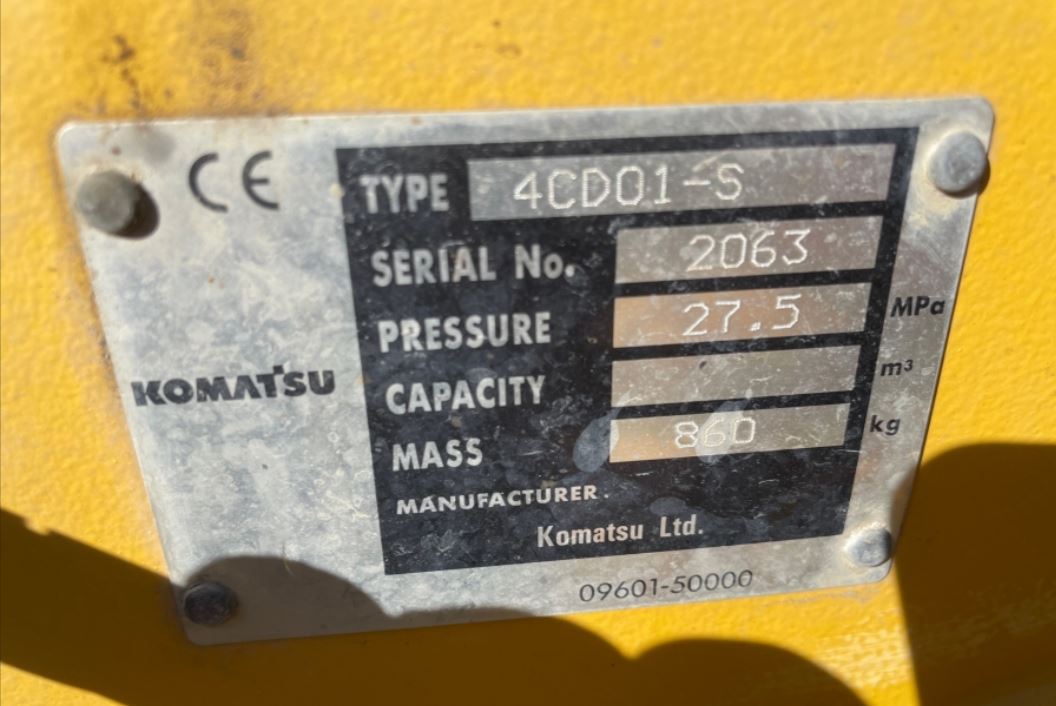 CE
TYPE 4CD01-S
SERIAL No. 2063
PRESSURE 27.5 MPa
CAPACITY m³
MASS 860 kg
KOMATSU
MANUFACTURER.
Komatsu Ltd.
09601-50000